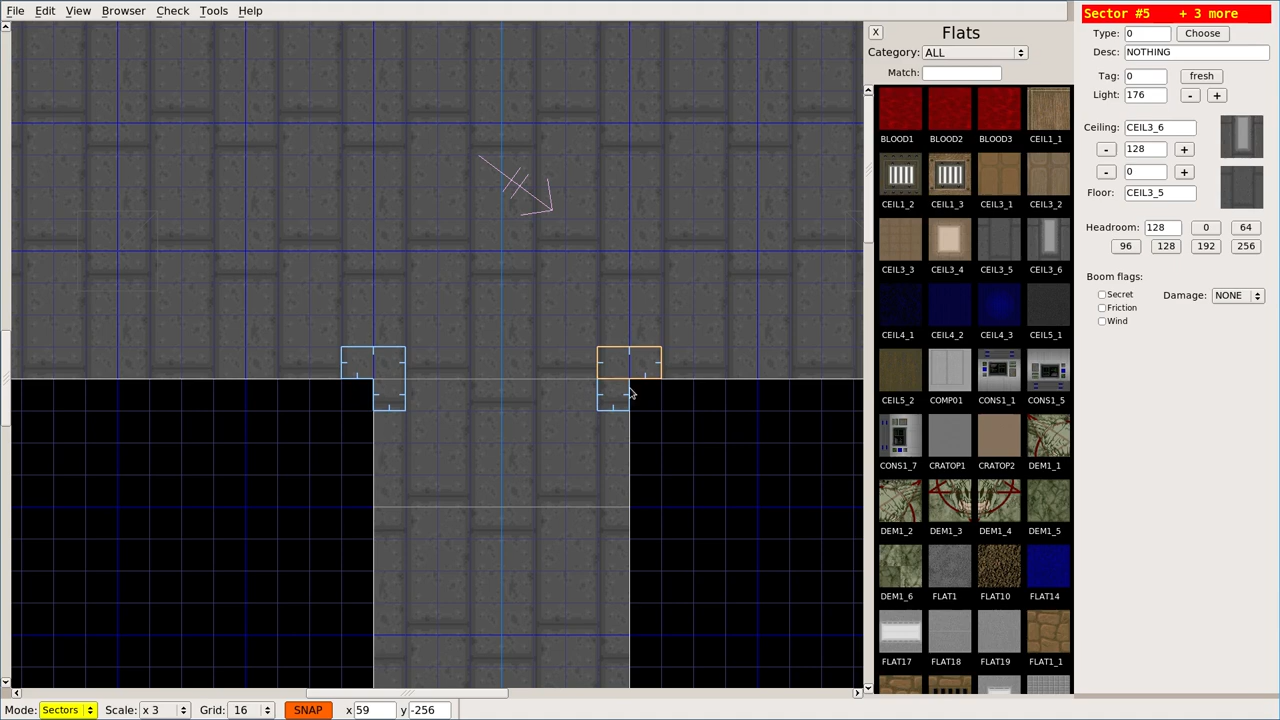 File Edit View Browser Check Tools Help
X Flats
Category: ALL
Match:
BLOOD1 BLOOD2 BLOOD3 CEIL1_1
CEIL1_2 CEIL1_3 CEIL3_1 CEIL3_2
CEIL3_3 CEIL3_4 CEIL3_5 CEIL3_6
CEIL4_1 CEIL4_2 CEIL4_3 CEIL5_1
CEIL5_2 COMP01 CONS1_1 CONS1_5
CONS1_7 CRATOP1 CRATOP2 DEM1_1
DEM1_2 DEM1_3 DEM1_4 DEM1_5
DEM1_6 FLAT1 FLAT10 FLAT14
FLAT17 FLAT18 FLAT19 FLAT1_1
Sector #5 + 3 more
Type: 0 Choose
Desc: NOTHING
Tag: 0 fresh
Light: 176 - +
Ceiling: CEIL3_6
- 128 +
- 0 +
Floor: CEIL3_5
Headroom: 128 0 64
96 128 192 256
Boom flags:
Secret Damage: NONE
Friction
Wind
Mode: Sectors Scale: x 3 Grid: 16 SNAP x 59 y -256